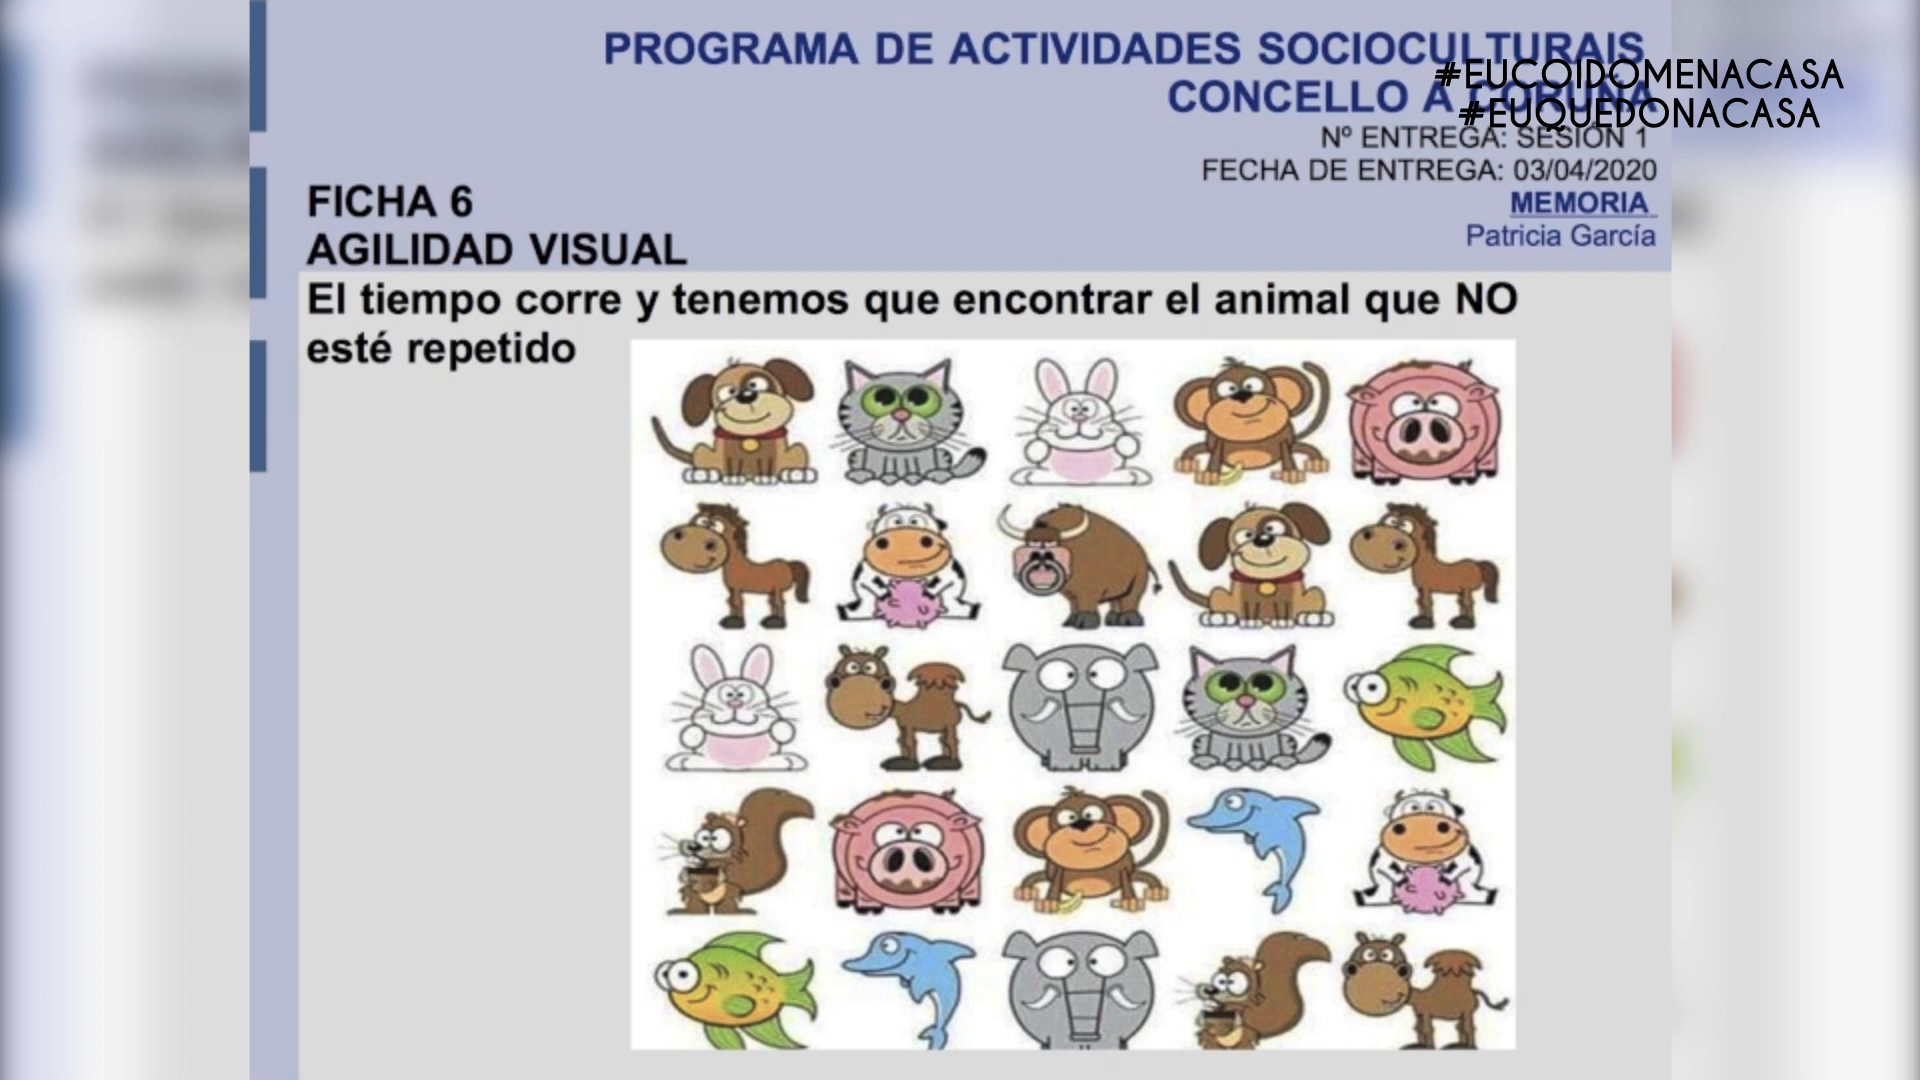 PROGRAMA DE ACTIVIDADES SOCIOCULTURAIS
CONCELLO A CORUÑA
#EUCOIDOMENACASA
#EUQUEDONACASA
Nº ENTREGA: SESIÓN 1
FECHA DE ENTREGA: 03/04/2020
MEMORIA
Patricia García
FICHA 6
AGILIDAD VISUAL
El tiempo corre y tenemos que encontrar el animal que NO
esté repetido